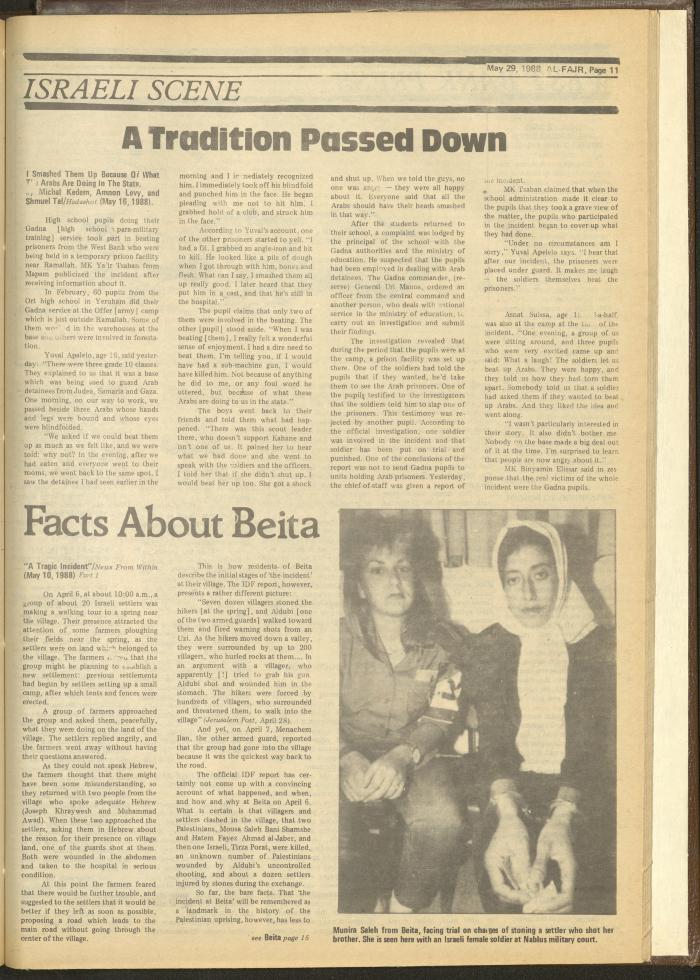 May 29, 1988 AL-FAJR, Page 11
ISRAELI SCENE
A Tradition Passed Down
I Smashed Them Up Because Of What
Arabs Are Doing In The State.
Michal Kedem, Amnon Levy, and
Shmuel Tal/Hadashot (May 16, 1988).
High school pupils doing their
Gadna [high school para-military
training] service took part in beating
prisoners from the West Bank who were
being held in a temporary prison facility
near Ramallah. MK Ya'ir Tsaban from
Mapam publicized the incident after
receiving information about it.
In February, 60 pupils from the
Ort high school in Yeruham did their
Gadna service at the Offer [army] camp
which is just outside Ramallah. Some of
them in the warehouses at the
base and others were involved in foresta-
tion.
Yuval Apelelo, age 16, said yester-
day: "There were three grade 10 classes.
They explained to us that it was a base
which was being used to guard Arab
detainees from Judea, Samaria and Gaza.
One morning, on our way to work, we
passed beside three Arabs whose hands
and legs were bound and whose eyes
were blindfolded.
"We asked if we could beat them
up as much as we felt like, and we were
told: why not? In the evening, after we
had eaten and everyone went to their
rooms, we went back to the same spot. I
saw the detainee I had seen earlier in the
morning and I immediately recognized
him. I immediately took off his blindfold
and punched him in the face. He began
pleading with me not to hit him. I
grabbed hold of a club, and struck him
in the face."
According to Yuval's account, one
of the other prisoners started to yell. "I
had a fit. I grabbed an angle-iron and hit
to kill. He looked like a pile of dough
when I got through with him, bones and
flesh. What can I say, I smashed them all
up really good. I later heard that they
put him in a cast, and that he's still in
the hospital."
The pupil claims that only two of
them were involved in the beating. The
other [pupil] stood aside. "When I was
beating [them], I really felt a wonderful
sense of enjoyment. I had a dire need to
beat them. I'm telling you, if I would
have had a sub-machine gun, I would
have killed him. Not because of anything
he did to me, or any foul word he
uttered, but because of what these
Arabs are doing to us in the state."
The boys went back to their
friends and told them what had hap-
pened. "There was this scout leader
there, who doesn't support Kahane and
isn't one of us. It pained her to hear
what we had done and she went to
speak with the soldiers and the officers.
I told her that if she didn't shut up, I
would beat her up too. She got a shock
and shut up. When we told the guys, no
one was angry — they were all happy
about it. Everyone said that all the
Arabs should have their heads smashed
in that way."
After the students returned to
their school, a complaint was lodged by
the principal of the school with the
Gadna authorities and the ministry of
education. He suspected that the pupils
had been employed in dealing with Arab
detainees. The Gadna commander, (re-
serve) General Uri Manos, ordered an
officer from the central command and
another person, who deals with national
service in the ministry of education, to
carry out an investigation and submit
their findings.
The investigation revealed that
during the period that the pupils were at
the camp, a prison facility was set up
there. One of the soldiers had told the
pupils that if they wanted, he'd take
them to see the Arab prisoners. One of
the pupils testified to the investigators
that the soldiers told him to slap one of
the prisoners. This testimony was re-
jected by another pupil. According to
the official investigation, one soldier
was involved in the incident and that
soldier has been put on trial and
punished. One of the conclusions of the
report was not to send Gadna pupils to
units holding Arab prisoners. Yesterday,
the chief-of-staff was given a report of
the incident.
MK Tsaban claimed that when the
school administration made it clear to
the pupils that they took a grave view of
the matter, the pupils who participated
in the incident began to cover-up what
they had done.
"Under no circumstances am I
sorry," Yuval Apelelo says. "I hear that
after our incident, the prisoners were
placed under guard. It makes me laugh
— the soldiers themselves beat the
prisoners."
Asnat Sulssa, age
was also at the camp at the of the
incident. "One evening, a group of us
were sitting around, and three pupils
who were very excited came up and
said: What a laugh! The soldiers let us
beat up Arabs. They were happy, and
they told us how they had torn them
apart. Somebody told us that a soldier
had asked them if they wanted to beat
up Arabs. And they liked the idea and
went along.
"I wasn't particularly interested in
their story. It also didn't bother me.
Nobody on the base made a big deal out
of it at the time. I'm surprised to learn
that people are now angry about it.."
MK Binyamin Elissar said in res-
ponse that the real victims of the whole
incident were the Gadna pupils.
Facts About Beita
"A Tragic Incident"/News From Within
(May 10, 1988) Part 1
On April 6, at about 10:00 a.m., a
group of about 20 Israeli settlers was
making a walking tour to a spring near
the village. Their presence attracted the
attention of some farmers ploughing
their fields near the spring, as the
settlers were on land which belonged to
the village. The farmers that the
group might be planning to establish a
new settlement: previous settlements
had begun by settlers setting up a small
camp, after which tents and fences were
erected.
A group of farmers approached
the group and asked them, peacefully,
what they were doing on the land of the
village. The settlers replied angrily, and
the farmers went away without having
their questions answered.
As they could not speak Hebrew,
the farmers thought that there might
have been some misunderstanding, so
they returned with two people from the
village who spoke adequate Hebrew
(Joseph Khraywesh and Muhammad
Awad). When these two approached the
settlers, asking them in Hebrew about
the reason for their presence on village
land, one of the guards shot at them.
Both were wounded in the abdomen
and taken to the hospital in serious
condition.
At this point the farmers feared
that there would be further trouble, and
suggested to the settlers that it would be
better if they left as soon as possible,
proposing a road which leads to the
main road without going through the
center of the village.
This is how residents of Beita
describe the initial stages of 'the incident'
at their village. The IDF report, however,
presents a rather different picture:
"Seven dozen villagers stoned the
hikers [at the spring], and Aldubi [one
of the two armed guards] walked toward
them and fired warning shots from an
Uzi. As the hikers moved down a valley,
they were surrounded by up to 200
villagers, who hurled rocks at them.... In
an argument with a villager, who
apparently [!] tried to grab his gun,
Aldubi shot and wounded him in the
stomach. The hikers were forced by
hundreds of villagers, who surrounded
and threatened them, to walk into the
village" (Jerusalem Post, April 28).
And yet, on April 7, Menachem
Ilan, the other armed guard, reported
that the group had gone into the village
because it was the quickest way back to
the road.
The official IDF report has cer-
tainly not come up with a convincing
account of what happened, and when,
and how and why at Beita on April 6.
What is certain is that villagers and
settlers clashed in the village, that two
Palestinians, Mousa Saleh Bani Shamshe
and Hatem Fayez Ahmad al-Jaber, and
then one Israeli, Tirza Porat, were killed,
an unknown number of Palestinians
wounded by Aldubi's uncontrolled
shooting, and about a dozen settlers
injured by stones during the exchange.
So far, the bare facts. That 'the
incident at Beita' will be remembered as
a landmark in the history of the
Palestinian uprising, however, has less to
see Beita page 15
Munira Saleh from Beita, facing trial on charges of stoning a settler who shot her
brother. She is seen here with an Israeli female soldier at Nablus military court.